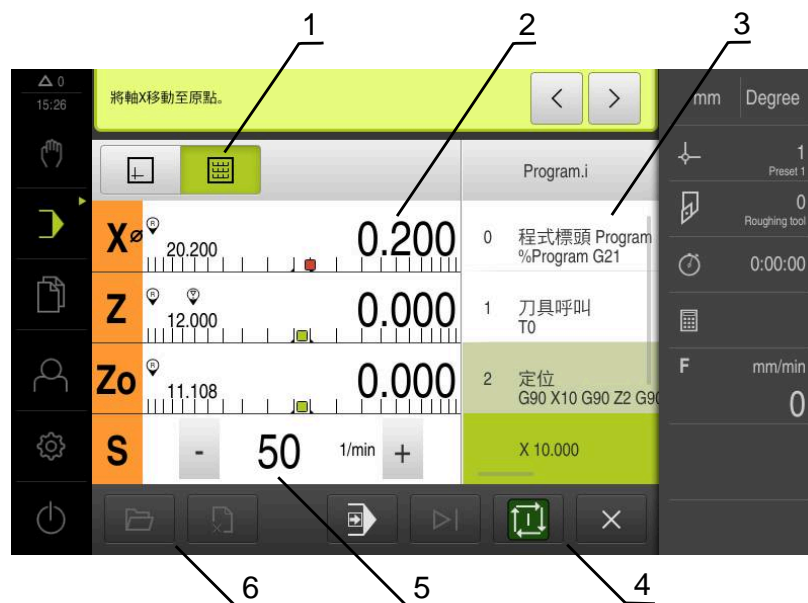 1
2
3
0
15:26
將軸X移動至原點。
mm
Degree
Program.i
1
Preset 1
X⌀
R
20.200
0.200
0
程式標頭 Program
%Program G21
0
Roughing tool
0:00:00
Z
R
12.000
0.000
1
刀具呼叫
T0
Zo
R
11.108
0.000
2
定位
G90 X10 G90 Z2 G90
F
mm/min
0
S
-
50
1/min
+
X 10.000
6
5
4